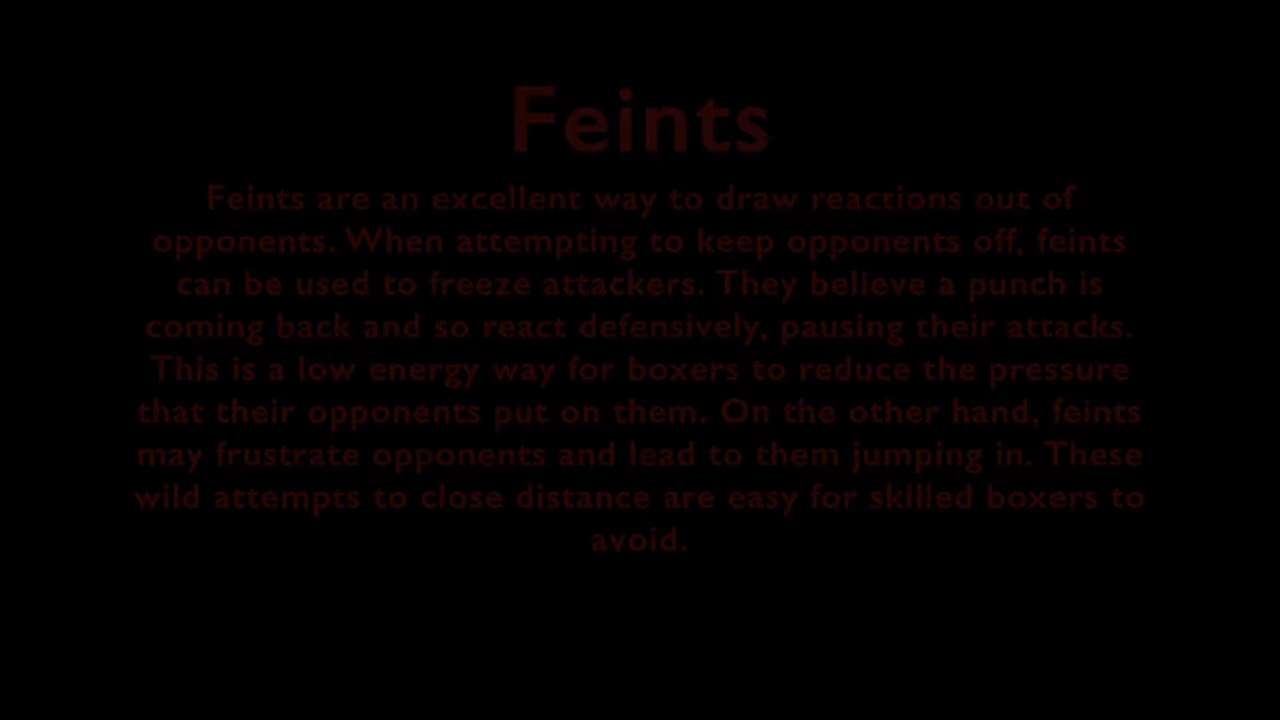 Feints
Feints are an excellent way to draw reactions out of
opponents. When attempting to keep opponents off, feints
can be used to freeze attackers. They believe a punch is
coming back and so react defensively, pausing their attacks.
This is a low energy way for boxers to reduce the pressure
that their opponents put on them. On the other hand, feints
may frustrate opponents and lead to them jumping in. These
wild attempts to close distance are easy for skilled boxers to
avoid.